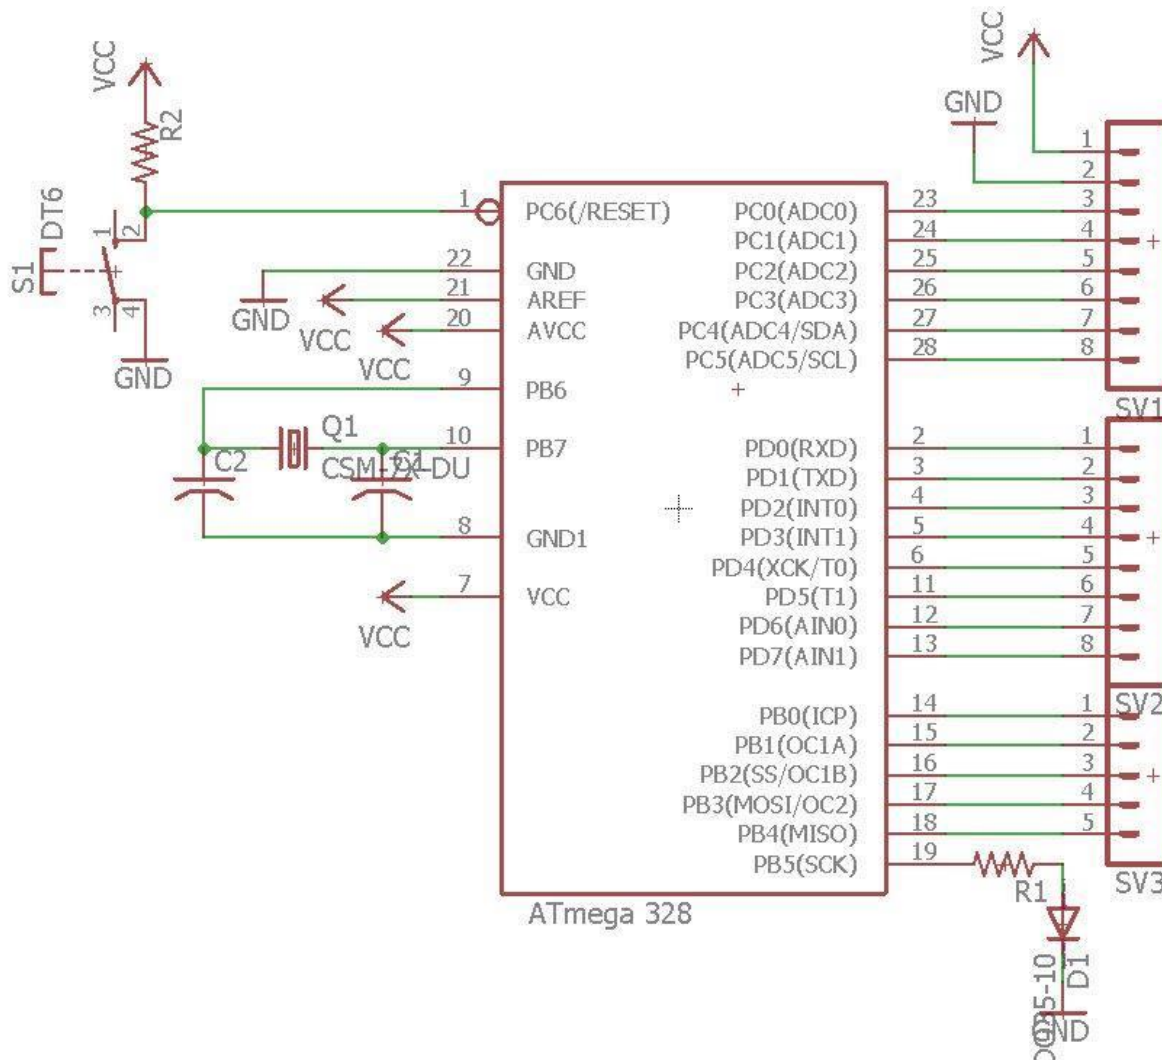 VCC
R2
S1
DT6
1
2
3
4
GND
GND
VCC
VCC
1
22
21
20
9
10
8
7
Q1
CSM-7X-DU
C1
C2
VCC
PC6(/RESET)
GND
AREF
AVCC
PB6
PB7
GND1
VCC
PC0(ADC0) 23
PC1(ADC1) 24
PC2(ADC2) 25
PC3(ADC3) 26
PC4(ADC4/SDA) 27
PC5(ADC5/SCL) 28
PD0(RXD) 2
PD1(TXD) 3
PD2(INT0) 4
PD3(INT1) 5
PD4(XCK/T0) 6
PD5(T1) 11
PD6(AIN0) 12
PD7(AIN1) 13
PB0(ICP) 14
PB1(OC1A) 15
PB2(SS/OC1B) 16
PB3(MOSI/OC2) 17
PB4(MISO) 18
PB5(SCK) 19
ATmega 328
VCC
GND
1
2
3
4
5
6
7
8
SV1
1
2
3
4
5
6
7
8
SV2
1
2
3
4
5
SV3
R1
D1
GND